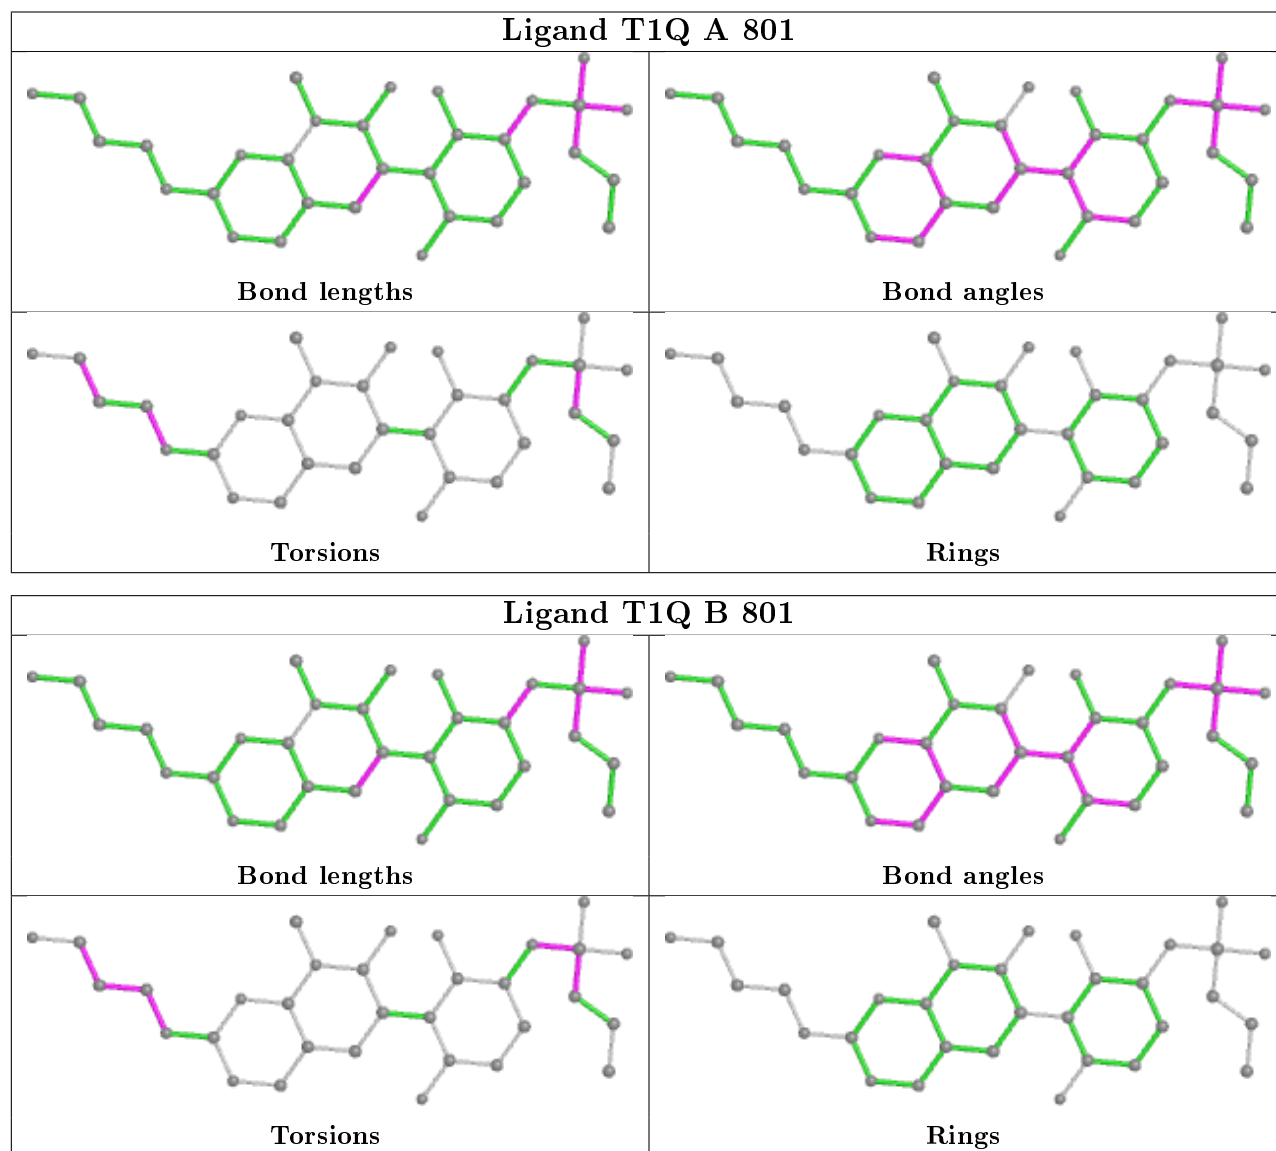 Ligand T1Q A 801
Bond lengths
Bond angles
Torsions
Rings
Ligand T1Q B 801
Bond lengths
Bond angles
Torsions
Rings